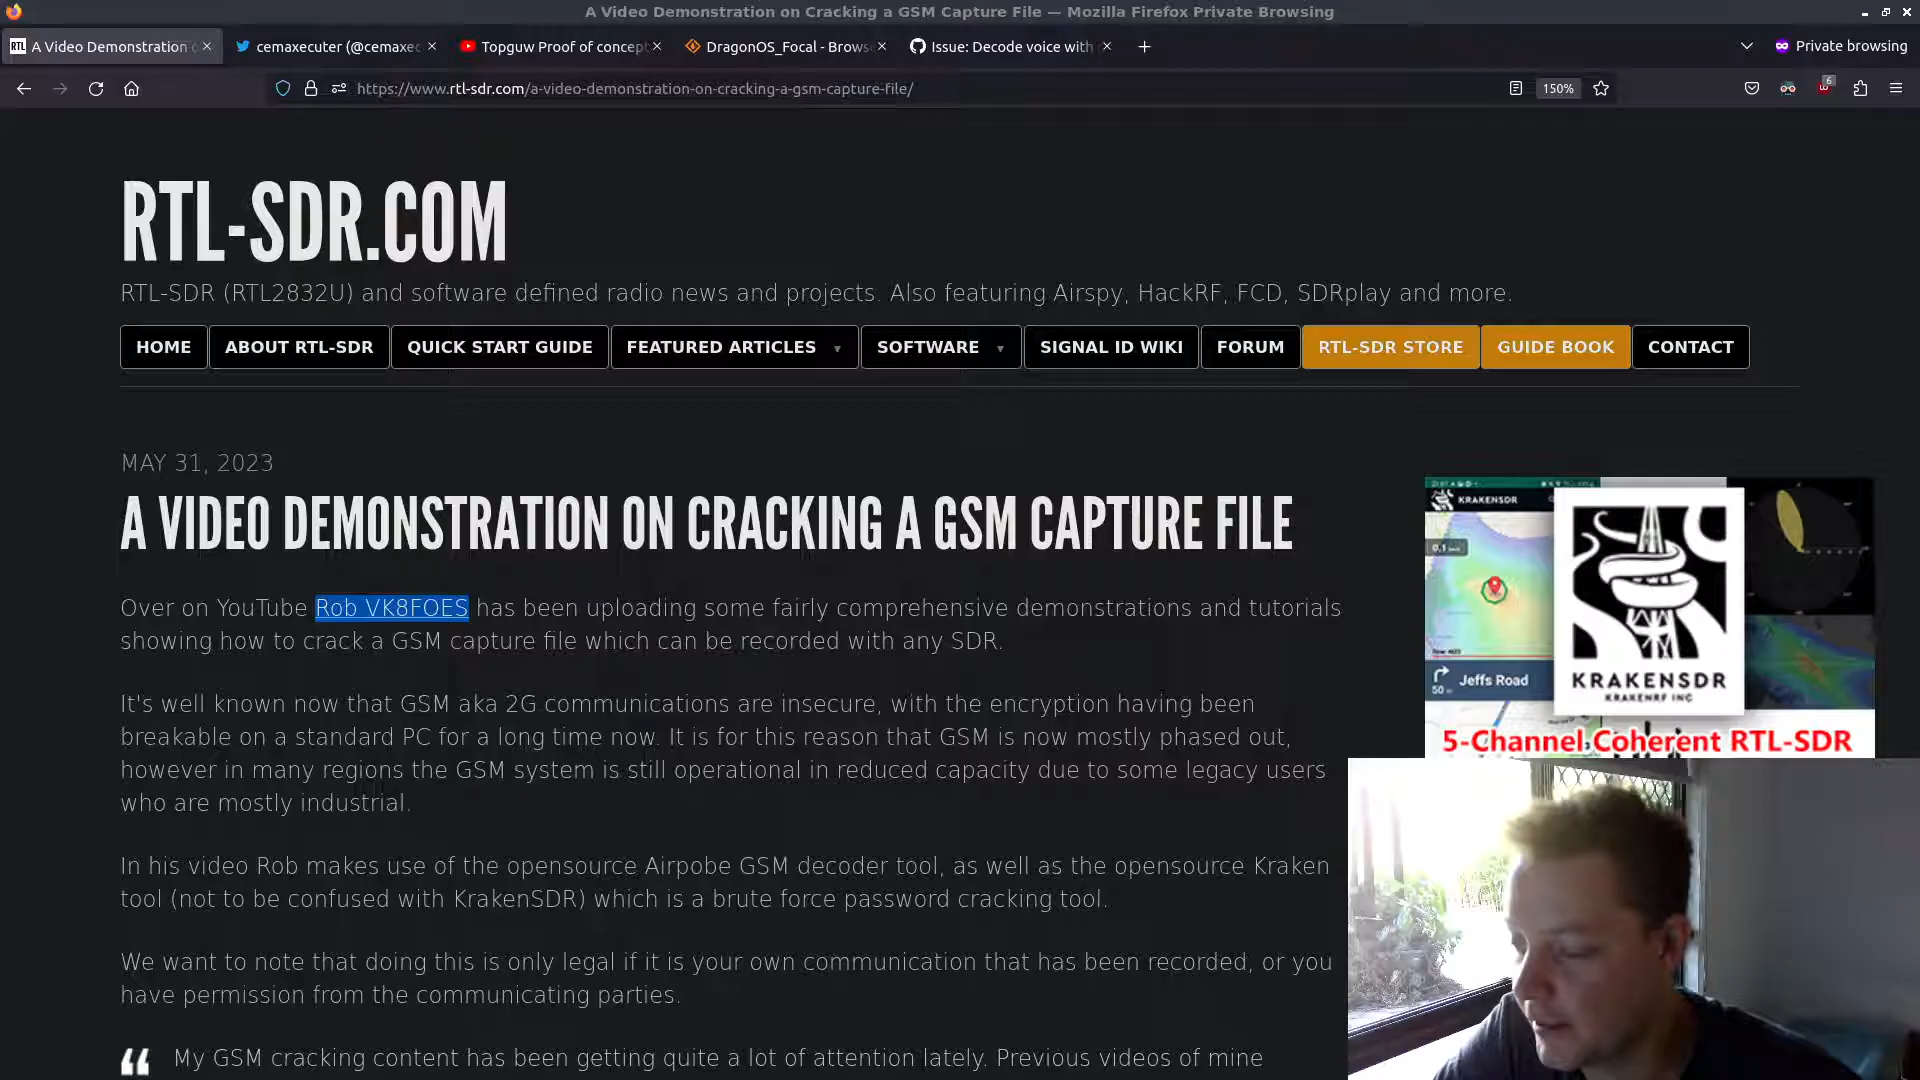 A Video Demonstration on Cracking a GSM Capture File — Mozilla Firefox Private Browsing
RTL A Video Demonstration
cemaxecuter (@cemaxec
Topguw Proof of concept
DragonOS_Focal - Brows
Issue: Decode voice with
Private browsing
https://www.rtl-sdr.com/a-video-demonstration-on-cracking-a-gsm-capture-file/
150%
6
RTL-SDR.COM
RTL-SDR (RTL2832U) and software defined radio news and projects. Also featuring Airspy, HackRF, FCD, SDRplay and more.
HOME ABOUT RTL-SDR QUICK START GUIDE FEATURED ARTICLES SOFTWARE SIGNAL ID WIKI FORUM RTL-SDR STORE GUIDE BOOK CONTACT
MAY 31, 2023
A VIDEO DEMONSTRATION ON CRACKING A GSM CAPTURE FILE
Over on YouTube Rob VK8FOES has been uploading some fairly comprehensive demonstrations and tutorials
showing how to crack a GSM capture file which can be recorded with any SDR.
It's well known now that GSM aka 2G communications are insecure, with the encryption having been
breakable on a standard PC for a long time now. It is for this reason that GSM is now mostly phased out,
however in many regions the GSM system is still operational in reduced capacity due to some legacy users
who are mostly industrial.
In his video Rob makes use of the opensource Airpobe GSM decoder tool, as well as the opensource Kraken
tool (not to be confused with KrakenSDR) which is a brute force password cracking tool.
We want to note that doing this is only legal if it is your own communication that has been recorded, or you
have permission from the communicating parties.
“ My GSM cracking content has been getting quite a lot of attention lately. Previous videos of mine
KRAKENSDR
0.1
50 m
Jeffs Road
KRAKENSDR
KRAKENRF INC
5-Channel Coherent RTL-SDR